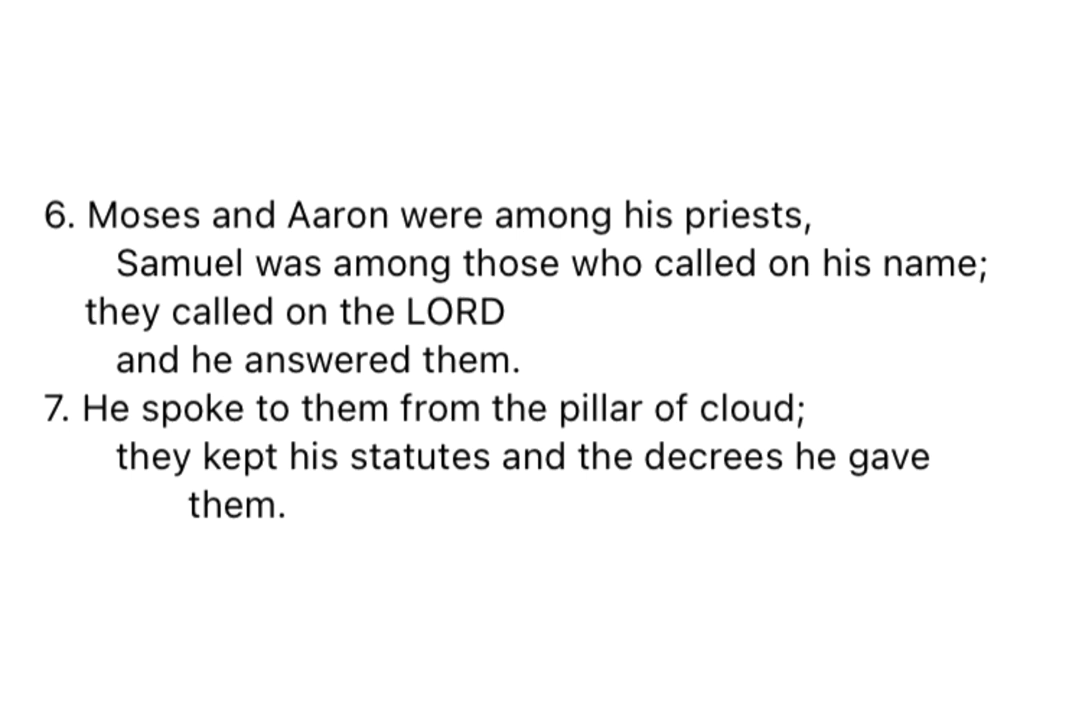 6. Moses and Aaron were among his priests,
Samuel was among those who called on his name;
they called on the LORD
and he answered them.
7. He spoke to them from the pillar of cloud;
they kept his statutes and the decrees he gave
them.